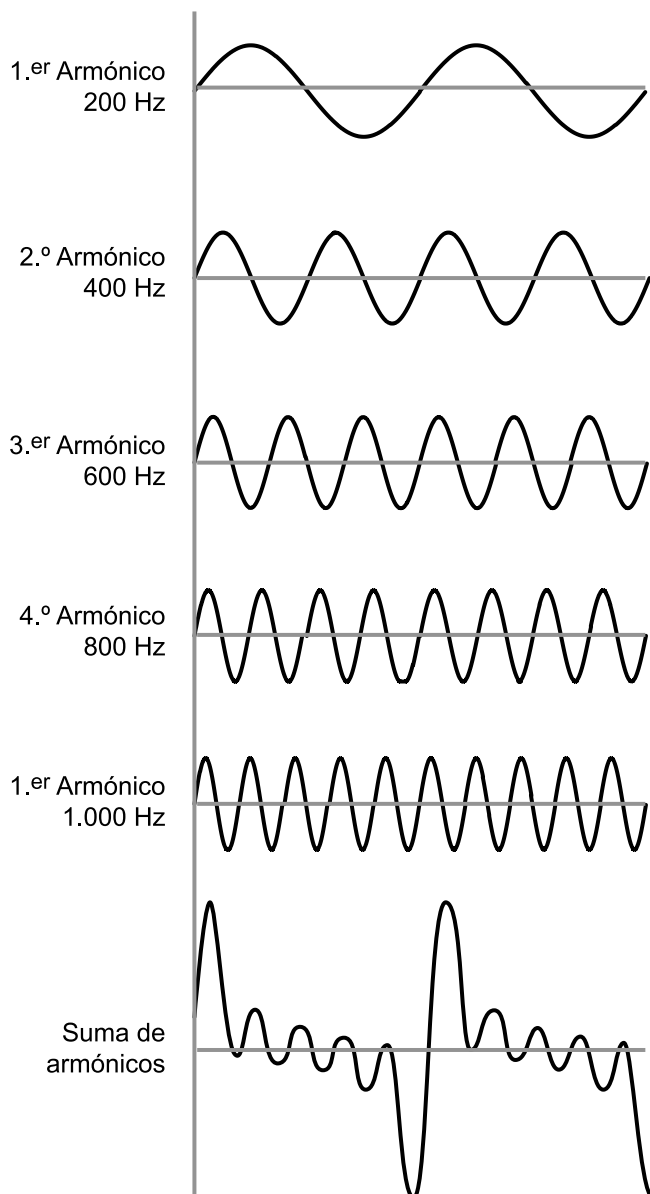 1.er Armónico
200 Hz
2.º Armónico
400 Hz
3.er Armónico
600 Hz
4.º Armónico
800 Hz
1.er Armónico
1.000 Hz
Suma de
armónicos